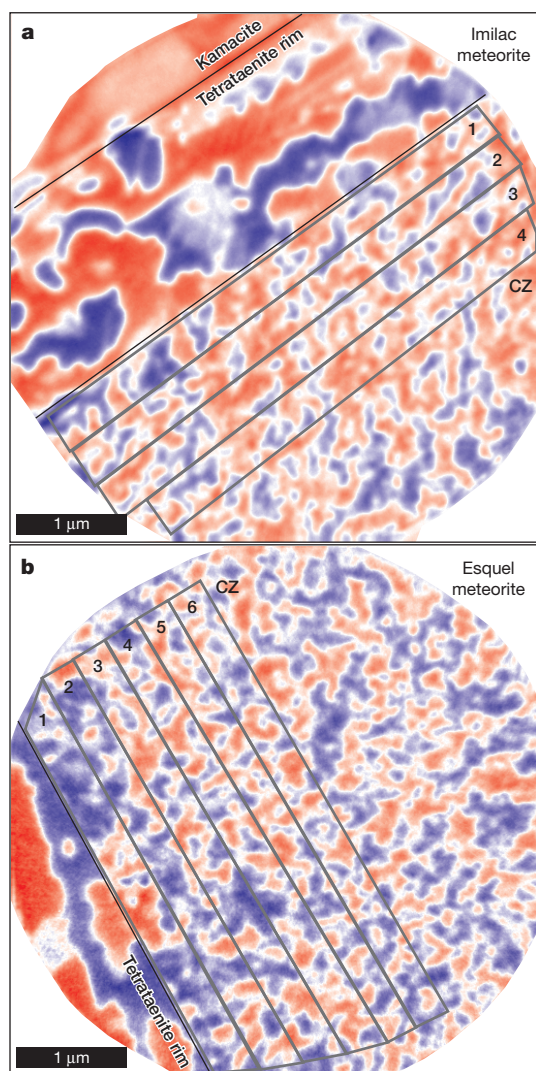 a
Imilac
meteorite
Kamacite
Tetrataenite rim
1
2
3
4
CZ
1 μm
b
Esquel
meteorite
CZ
6
5
4
3
2
1
Tetrataenite rim
1 μm